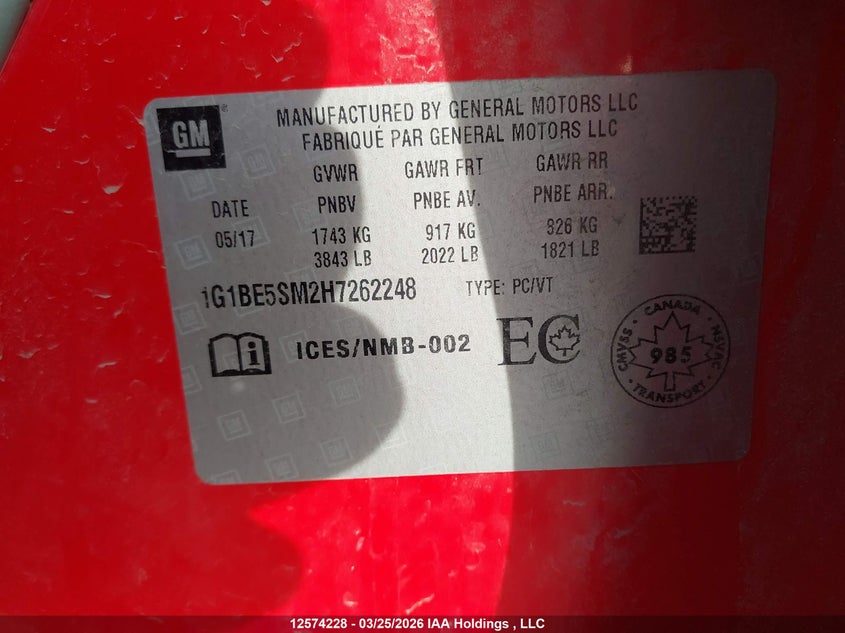 GM ®
MANUFACTURED BY GENERAL MOTORS LLC
FABRIQUÉ PAR GENERAL MOTORS LLC
GVWR GAWR FRT GAWR RR
DATE PNBV PNBE AV. PNBE ARR.
05/17 1743 KG 917 KG 826 KG
3843 LB 2022 LB 1821 LB
1G1BE5SM2H7262248 TYPE: PC/VT
i ICES/NMB-002 EC
CANADA
CMVSS 985 NSVAC
TRANSPORT
12574228 - 03/25/2026 IAA Holdings , LLC